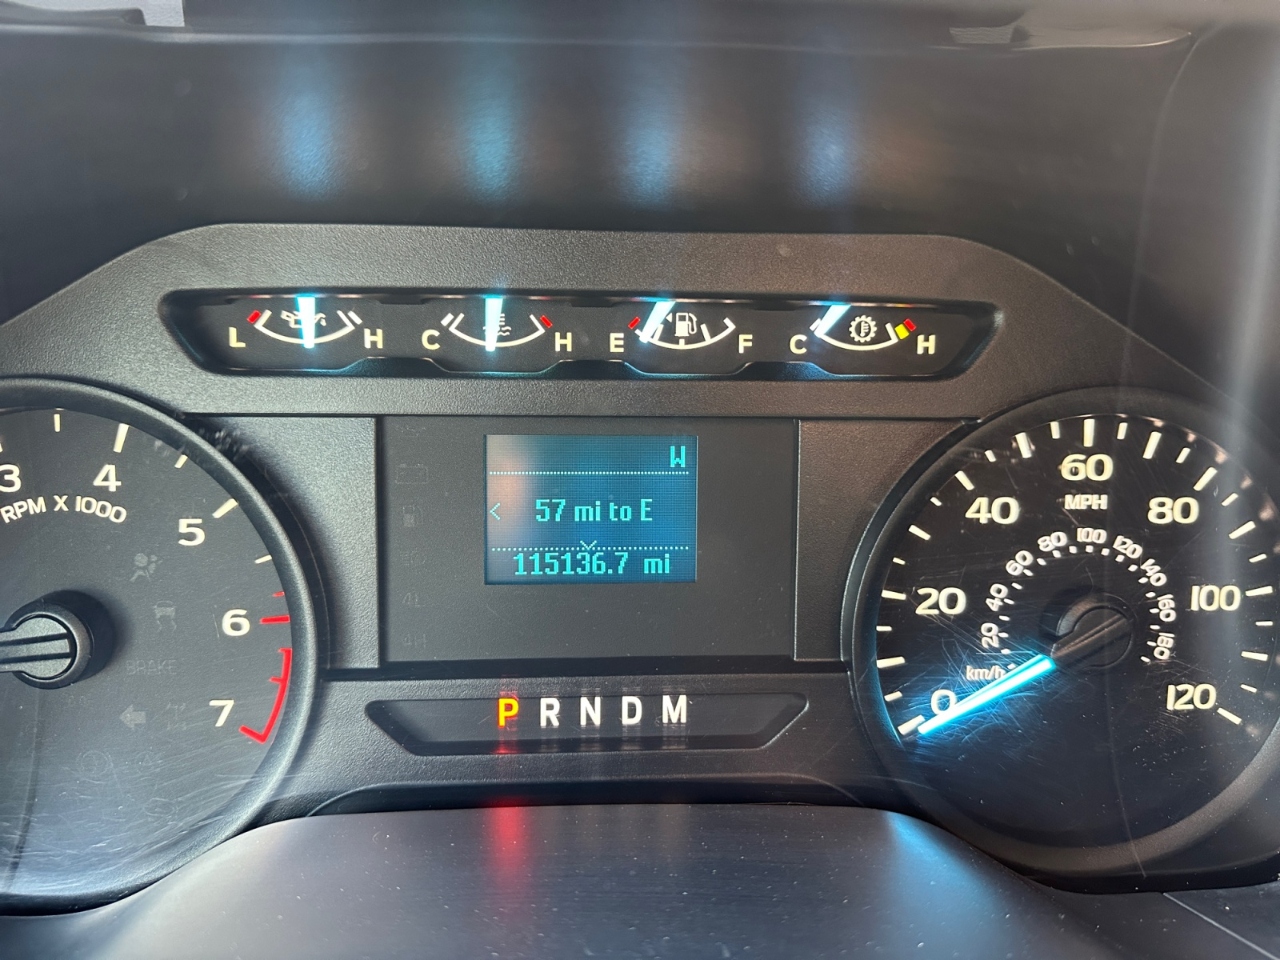 L H C H E F C H
3 4 5 6 7
RPM X 1000
BRAKE
W
< 57 mi to E
115136.7 mi
4L
4H
P R N D M
0 20 40 60 80 100 120
MPH
20 40 60 80 100 120 140 160 180
km/h